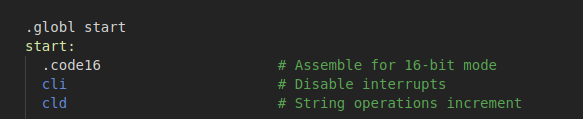 .globl start
start:
.code16 # Assemble for 16-bit mode
cli # Disable interrupts
cld # String operations increment